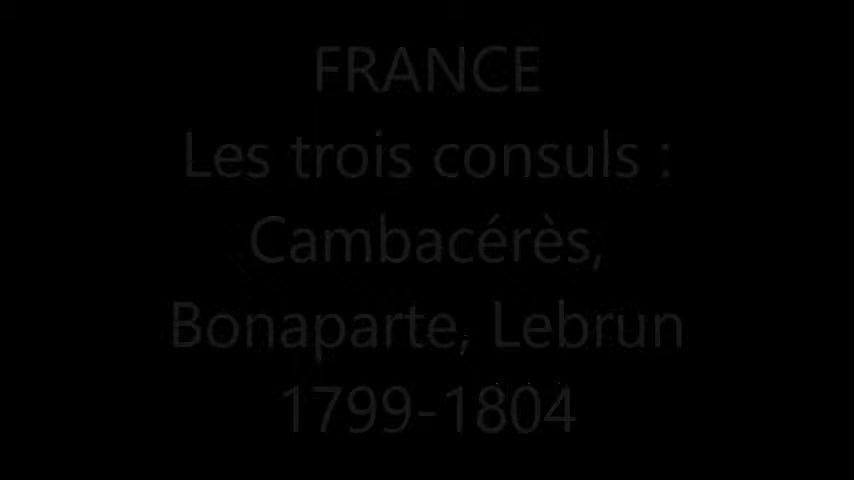 FRANCE
Les trois consuls :
Cambacérès,
Bonaparte, Lebrun
1799-1804